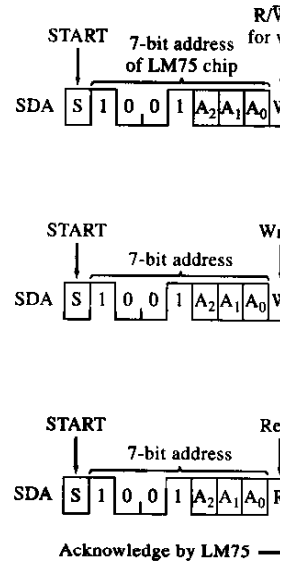 R/W
START 7-bit address for
of LM75 chip
SDA S 1 0 0 1 A2 A1 A0 W
START 7-bit address
SDA S 1 0 0 1 A2 A1 A0 W
START Re
7-bit address
SDA S 1 0 0 1 A2 A1 A0 R
Acknowledge by LM75